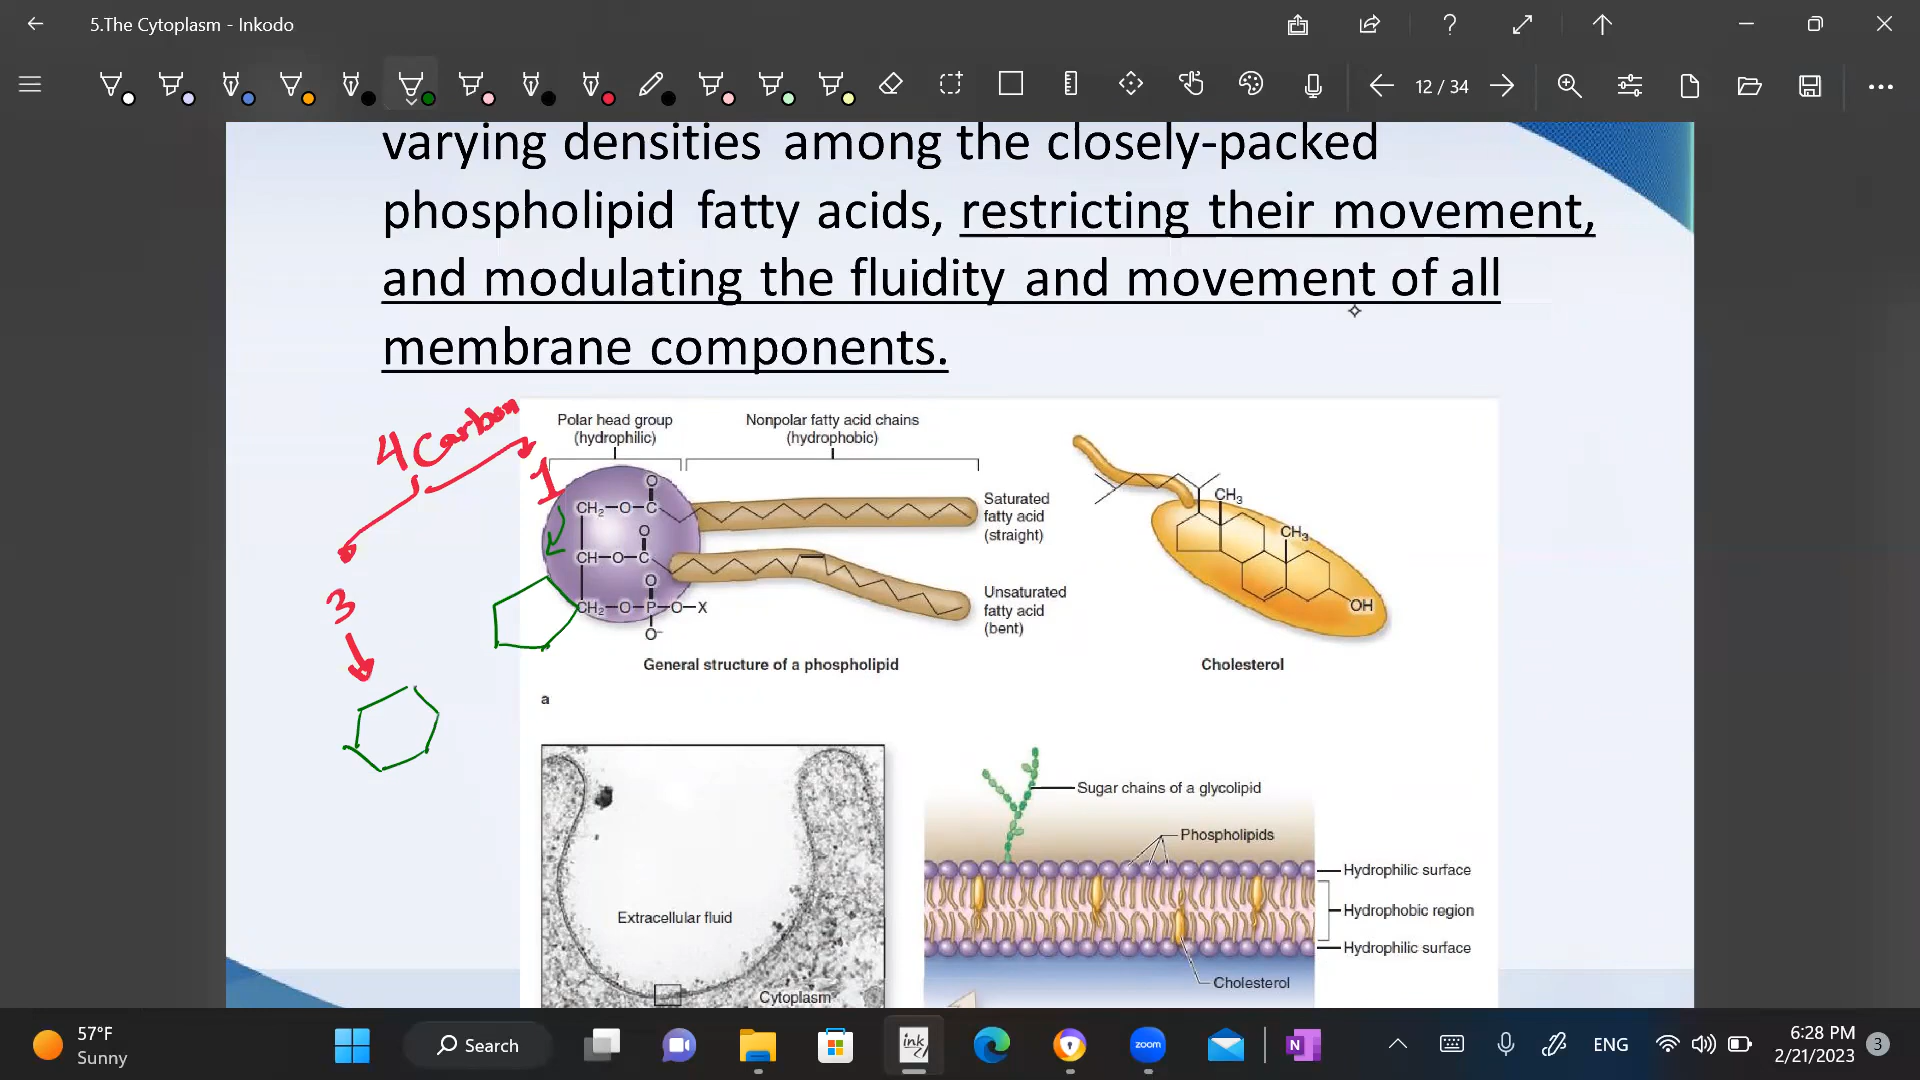 5.The Cytoplasm - Inkodo
12 / 34
varying densities among the closely-packed
phospholipid fatty acids, restricting their movement,
and modulating the fluidity and movement of all
membrane components.
4 Carbon
1
3
Polar head group
(hydrophilic)
Nonpolar fatty acid chains
(hydrophobic)
O
CH₂—O—C
O
CH—O—C
O
CH₂—O—P—O—X
O⁻
Saturated
fatty acid
(straight)
Unsaturated
fatty acid
(bent)
General structure of a phospholipid
CH₃
CH₃
OH
Cholesterol
a
Extracellular fluid
Cytoplasm
Sugar chains of a glycolipid
Phospholipids
Hydrophilic surface
Hydrophobic region
Hydrophilic surface
Cholesterol
57°F
Sunny
Search
ink
zoom
N
ENG
6:28 PM
2/21/2023
3